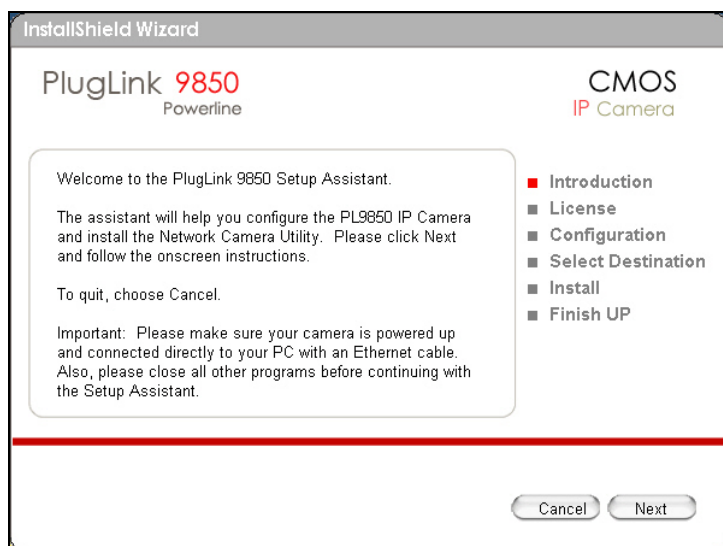 InstallShield Wizard
PlugLink 9850
Powerline
CMOS
IP Camera
Welcome to the PlugLink 9850 Setup Assistant.
The assistant will help you configure the PL9850 IP Camera
and install the Network Camera Utility.  Please click Next
and follow the onscreen instructions.
To quit, choose Cancel.
Important:  Please make sure your camera is powered up
and connected directly to your PC with an Ethernet cable.
Also, please close all other programs before continuing with
the Setup Assistant.
Introduction
License
Configuration
Select Destination
Install
Finish UP
Cancel
Next